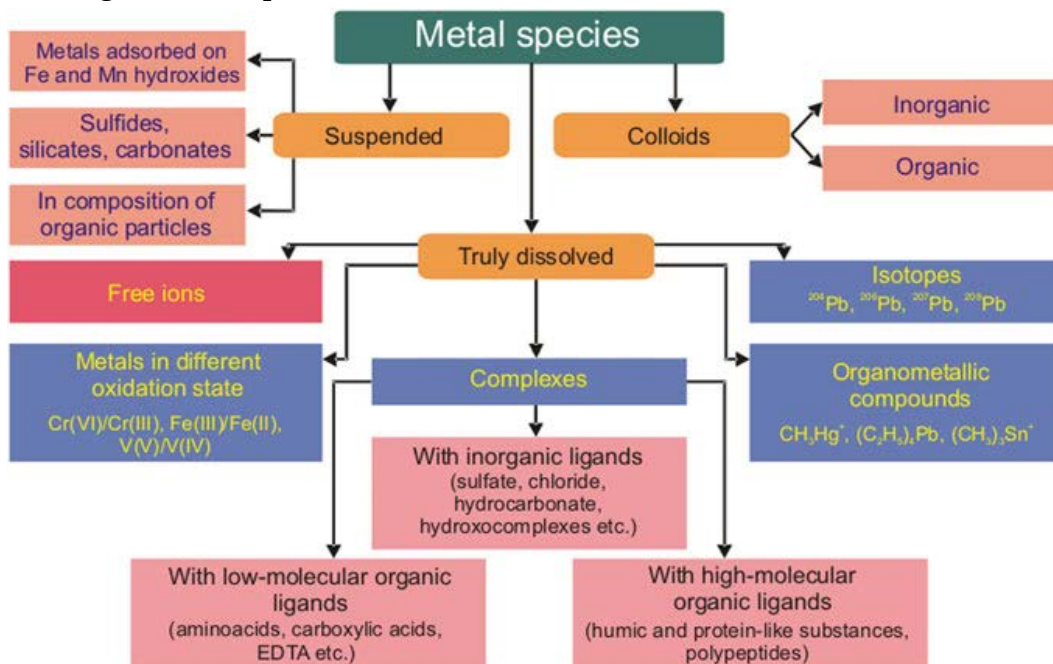 Metal species
Metals adsorbed on
Fe and Mn hydroxides
Sulfides,
silicates, carbonates
In composition of
organic particles
Suspended
Colloids
Inorganic
Organic
Truly dissolved
Free ions
Isotopes
²⁰⁴Pb, ²⁰⁶Pb, ²⁰⁷Pb, ²⁰⁸Pb
Metals in different
oxidation state
Cr(VI)/Cr(III), Fe(III)/Fe(II),
V(V)/V(IV)
Complexes
Organometallic
compounds
CH₃Hg⁺, (C₂H₅)₄Pb, (CH₃)₃Sn⁺
With inorganic ligands
(sulfate, chloride,
hydrocarbonate,
hydroxocomplexes etc.)
With low-molecular organic
ligands
(aminoacids, carboxylic acids,
EDTA etc.)
With high-molecular
organic ligands
(humic and protein-like substances,
polypeptides)